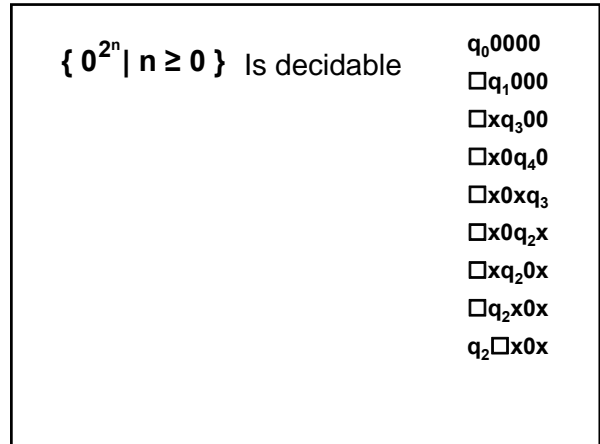 { 0^{2^n} | n ≥ 0 } Is decidable
q₀0000
□q₁000
□xq₃00
□x0q₄0
□x0xq₃
□x0q₂x
□xq₂0x
□q₂x0x
q₂□x0x